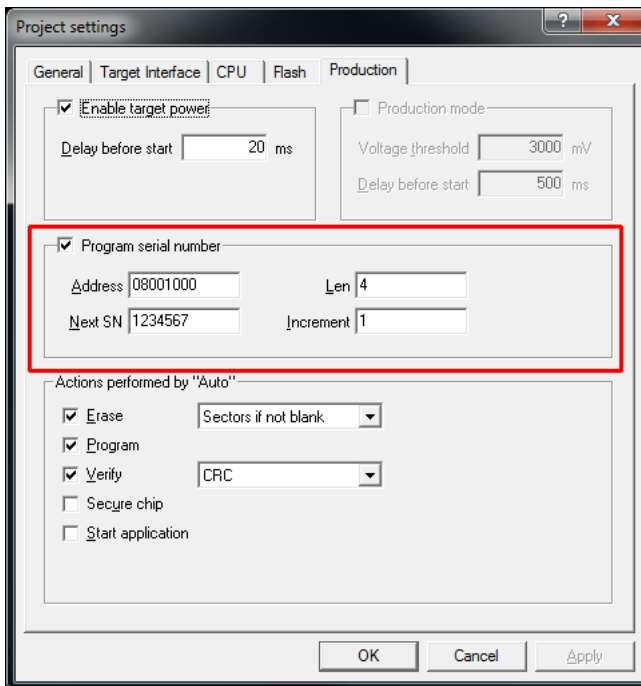 Project settings
General Target Interface CPU Flash Production
Enable target power
Delay before start 20 ms
Production mode
Voltage threshold 3000 mV
Delay before start 500 ms
Program serial number
Address 08001000 Len 4
Next SN 1234567 Increment 1
Actions performed by "Auto"
Erase Sectors if not blank
Program
Verify CRC
Secure chip
Start application
OK Cancel Apply